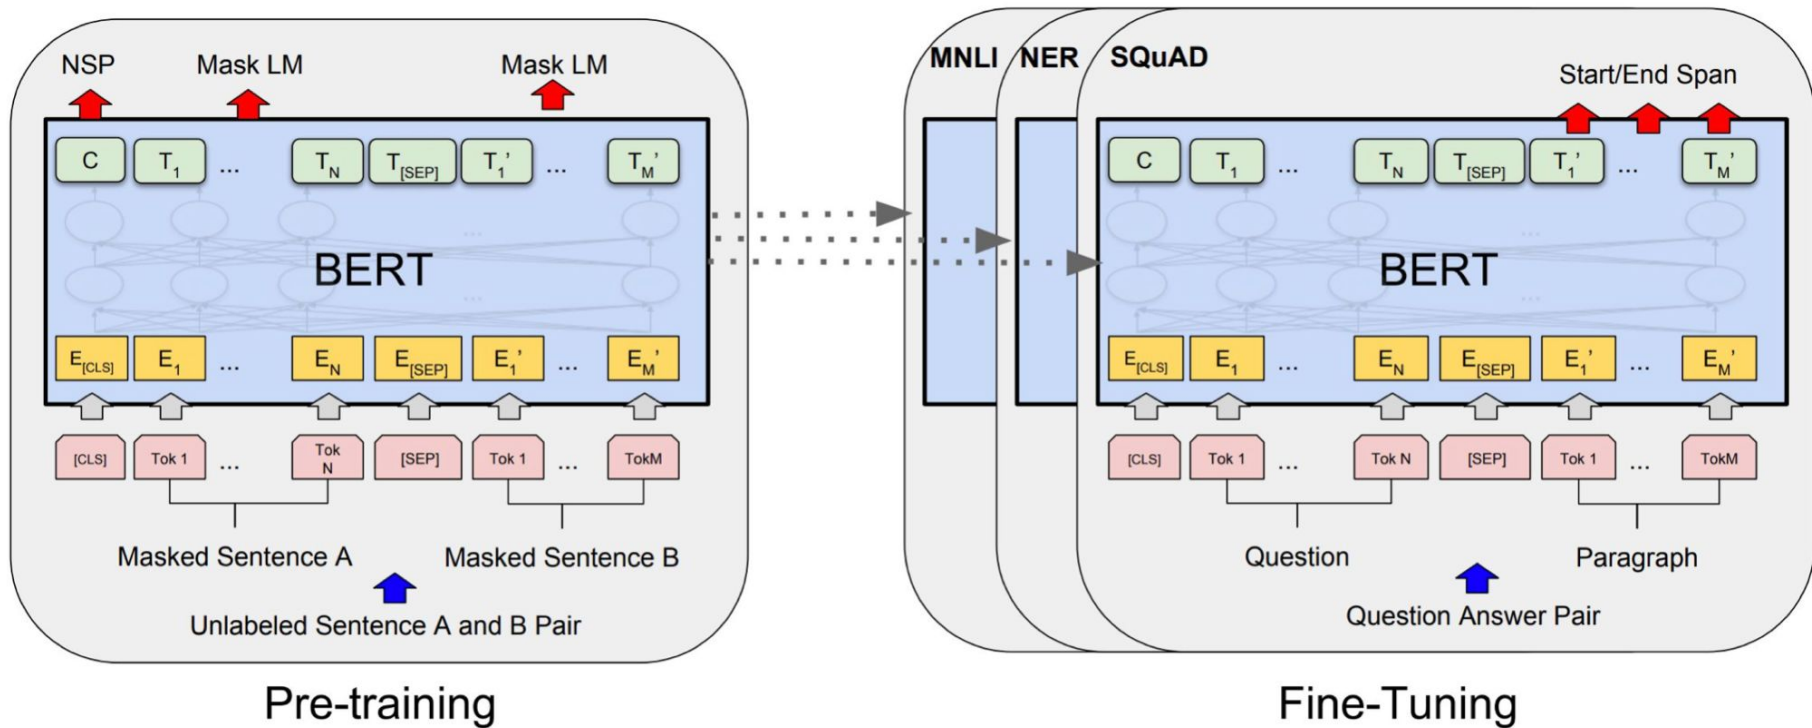 NSP Mask LM Mask LM
C T1 ... TN T[SEP] T1’ ... TM’
...
BERT
...
E[CLS] E1 ... EN E[SEP] E1’ ... EM’
[CLS] Tok 1 ... Tok N [SEP] Tok 1 ... TokM
Masked Sentence A Masked Sentence B
Unlabeled Sentence A and B Pair
Pre-training
MNLI NER SQuAD
Start/End Span
C T1 ... TN T[SEP] T1’ ... TM’
...
BERT
...
E[CLS] E1 ... EN E[SEP] E1’ ... EM’
[CLS] Tok 1 ... Tok N [SEP] Tok 1 ... TokM
Question Paragraph
Question Answer Pair
Fine-Tuning